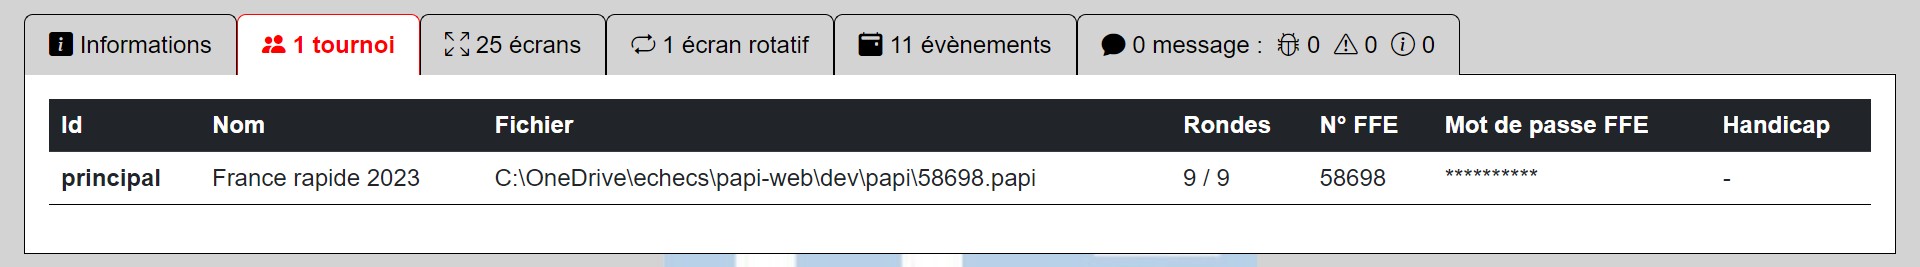 Informations 1 tournoi 25 écrans 1 écran rotatif 11 évènements 0 message : 0 0 0
Id Nom Fichier Rondes N° FFE Mot de passe FFE Handicap
principal France rapide 2023 C:\OneDrive\echecs\papi-web\dev\papi\58698.papi 9 / 9 58698 ********** -